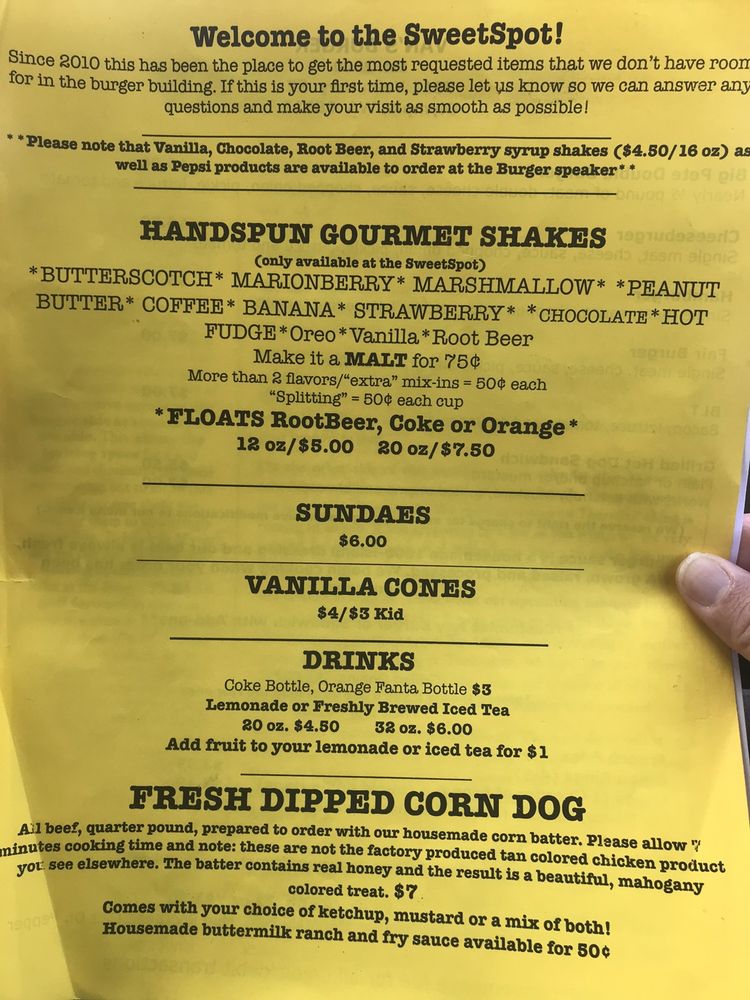 Welcome to the SweetSpot!
Since 2010 this has been the place to get the most requested items that we don't have room
for in the burger building. If this is your first time, please let us know so we can answer any
questions and make your visit as smooth as possible!
**Please note that Vanilla, Chocolate, Root Beer, and Strawberry syrup shakes ($4.50/16 oz) as
well as Pepsi products are available to order at the Burger speaker**
HANDSPUN GOURMET SHAKES
(only available at the SweetSpot)
*BUTTERSCOTCH* MARIONBERRY* MARSHMALLOW* *PEANUT
BUTTER* COFFEE* BANANA* STRAWBERRY* *CHOCOLATE*HOT
FUDGE*Oreo*Vanilla*Root Beer
Make it a MALT for 75¢
More than 2 flavors/"extra" mix-ins = 50¢ each
"Splitting" = 50¢ each cup
*FLOATS RootBeer, Coke or Orange*
12 oz/$5.00 20 oz/$7.50
SUNDAES
$6.00
VANILLA CONES
$4/$3 Kid
DRINKS
Coke Bottle, Orange Fanta Bottle $3
Lemonade or Freshly Brewed Iced Tea
20 oz. $4.50 32 oz. $6.00
Add fruit to your lemonade or iced tea for $1
FRESH DIPPED CORN DOG
All beef, quarter pound, prepared to order with our housemade corn batter. Please allow 7
minutes cooking time and note: these are not the factory produced tan colored chicken product
you see elsewhere. The batter contains real honey and the result is a beautiful, mahogany
colored treat. $7
Comes with your choice of ketchup, mustard or a mix of both!
Housemade buttermilk ranch and fry sauce available for 50¢